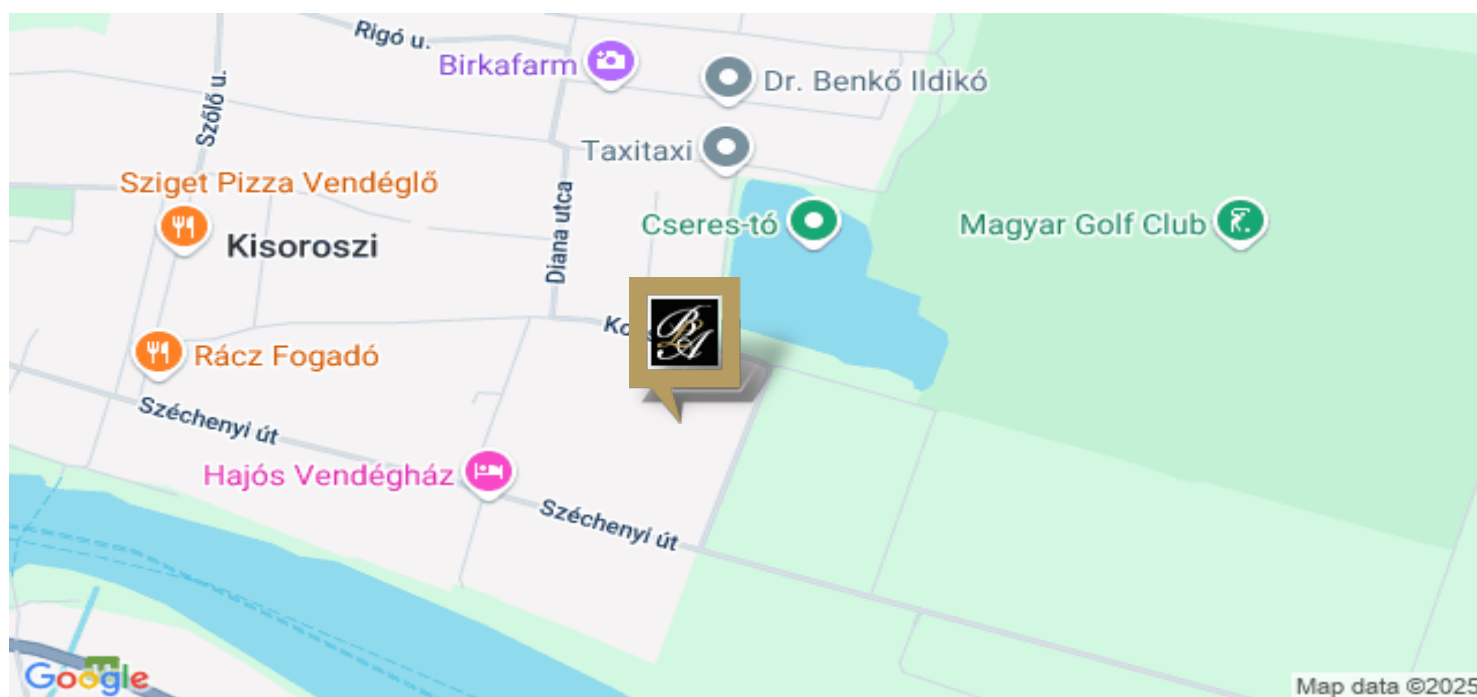 Rigó u.
Birkafarm
Dr. Benkő Ildikó
Szőlő u.
Taxitaxi
Sziget Pizza Vendéglő
Diana utca
Cseres-tó
Magyar Golf Club
Kisoroszi
Rácz Fogadó
Széchenyi út
Hajós Vendégház
Széchenyi út
Google
Map data ©2025